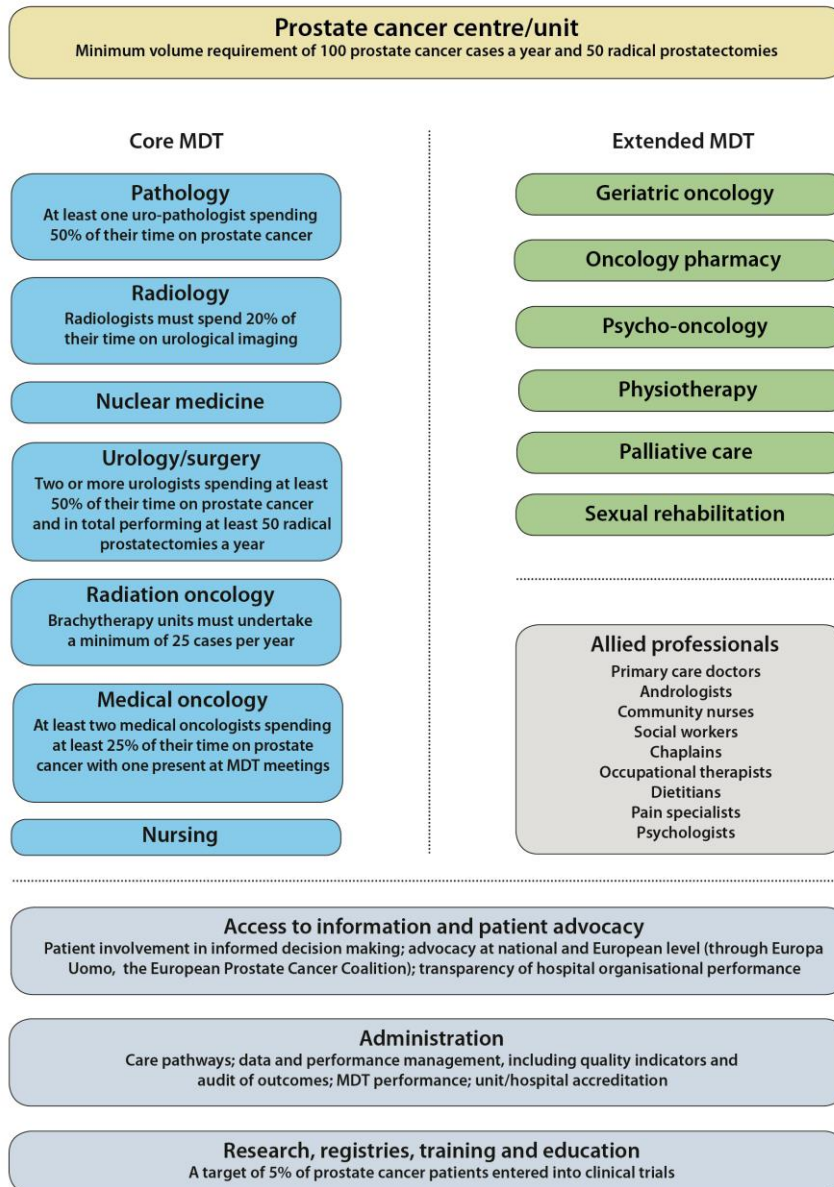 Prostate cancer centre/unit
Minimum volume requirement of 100 prostate cancer cases a year and 50 radical prostatectomies
Core MDT
Pathology
At least one uro-pathologist spending
50% of their time on prostate cancer
Radiology
Radiologists must spend 20% of
their time on urological imaging
Nuclear medicine
Urology/surgery
Two or more urologists spending at least
50% of their time on prostate cancer
and in total performing at least 50 radical
prostatectomies a year
Radiation oncology
Brachytherapy units must undertake
a minimum of 25 cases per year
Medical oncology
At least two medical oncologists spending
at least 25% of their time on prostate
cancer with one present at MDT meetings
Nursing
Extended MDT
Geriatric oncology
Oncology pharmacy
Psycho-oncology
Physiotherapy
Palliative care
Sexual rehabilitation
Allied professionals
Primary care doctors
Andrologists
Community nurses
Social workers
Chaplains
Occupational therapists
Dietitians
Pain specialists
Psychologists
Access to information and patient advocacy
Patient involvement in informed decision making; advocacy at national and European level (through Europa
Uomo, the European Prostate Cancer Coalition); transparency of hospital organisational performance
Administration
Care pathways; data and performance management, including quality indicators and
audit of outcomes; MDT performance; unit/hospital accreditation
Research, registries, training and education
A target of 5% of prostate cancer patients entered into clinical trials